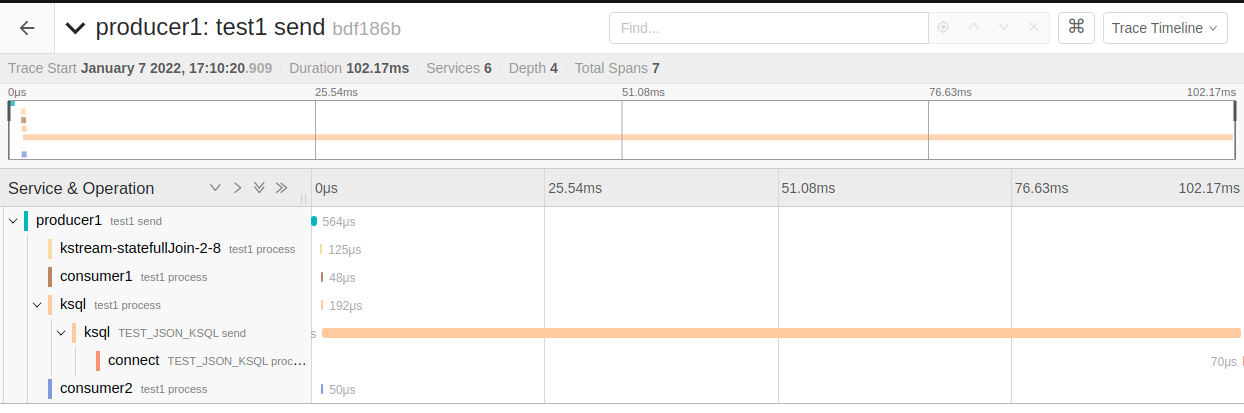 producer1: test1 send bdf186b
Find...
⌘
Trace Timeline
Trace Start January 7 2022, 17:10:20.909 Duration 102.17ms Services 6 Depth 4 Total Spans 7
0μs 25.54ms 51.08ms 76.63ms 102.17ms
Service & Operation 0μs 25.54ms 51.08ms 76.63ms 102.17ms
producer1 test1 send 564μs
kstream-statefullJoin-2-8 test1 process 125μs
consumer1 test1 process 48μs
ksql test1 process 192μs
ksql TEST_JSON_KSQL send s
connect TEST_JSON_KSQL proc… 70μs
consumer2 test1 process 50μs